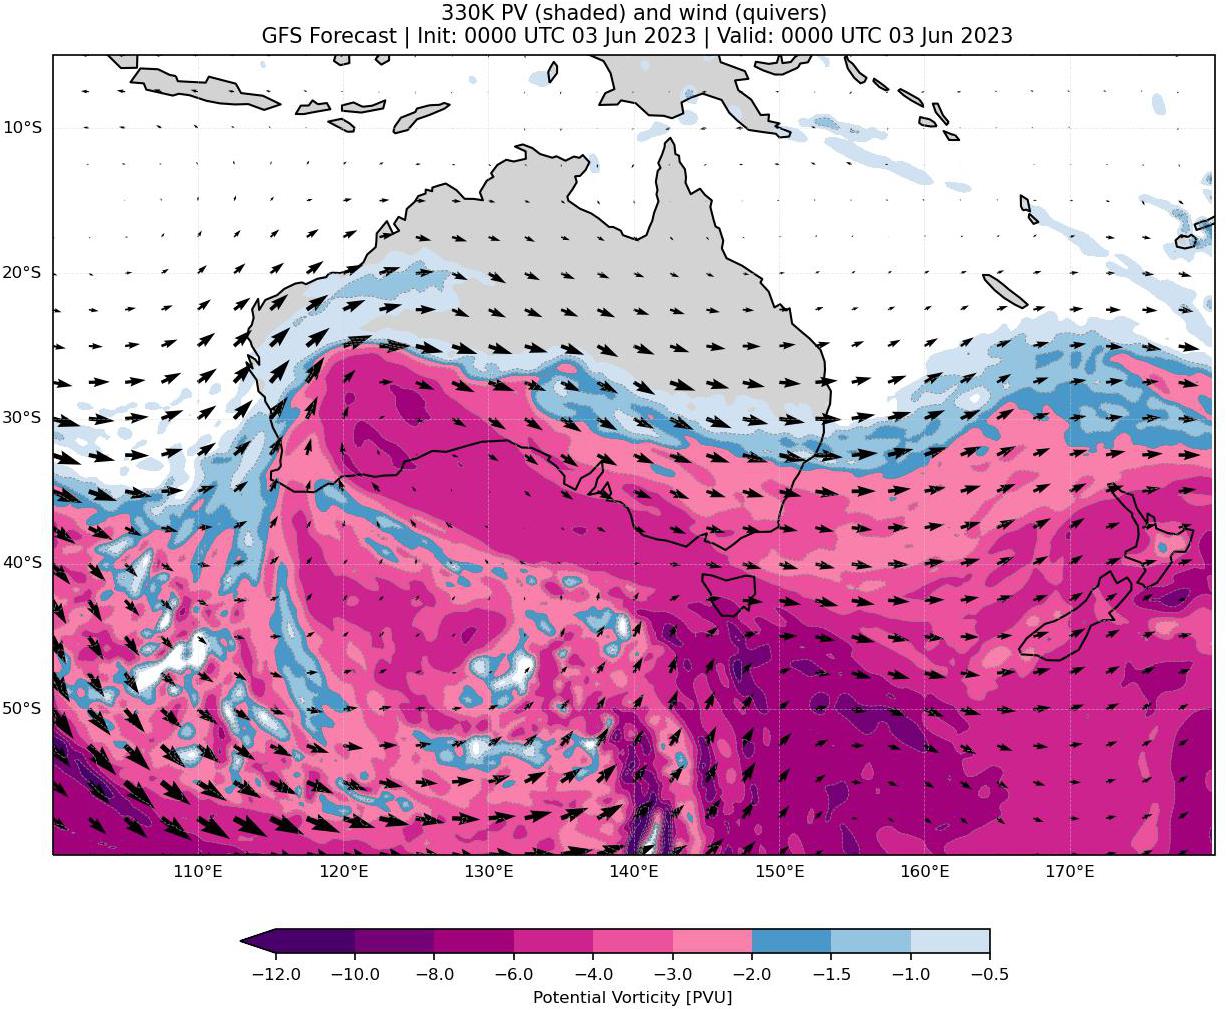 330K PV (shaded) and wind (quivers)
GFS Forecast | Init: 0000 UTC 03 Jun 2023 | Valid: 0000 UTC 03 Jun 2023
10°S
20°S
30°S
40°S
50°S
110°E 120°E 130°E 140°E 150°E 160°E 170°E
−12.0 −10.0 −8.0 −6.0 −4.0 −3.0 −2.0 −1.5 −1.0 −0.5
Potential Vorticity [PVU]